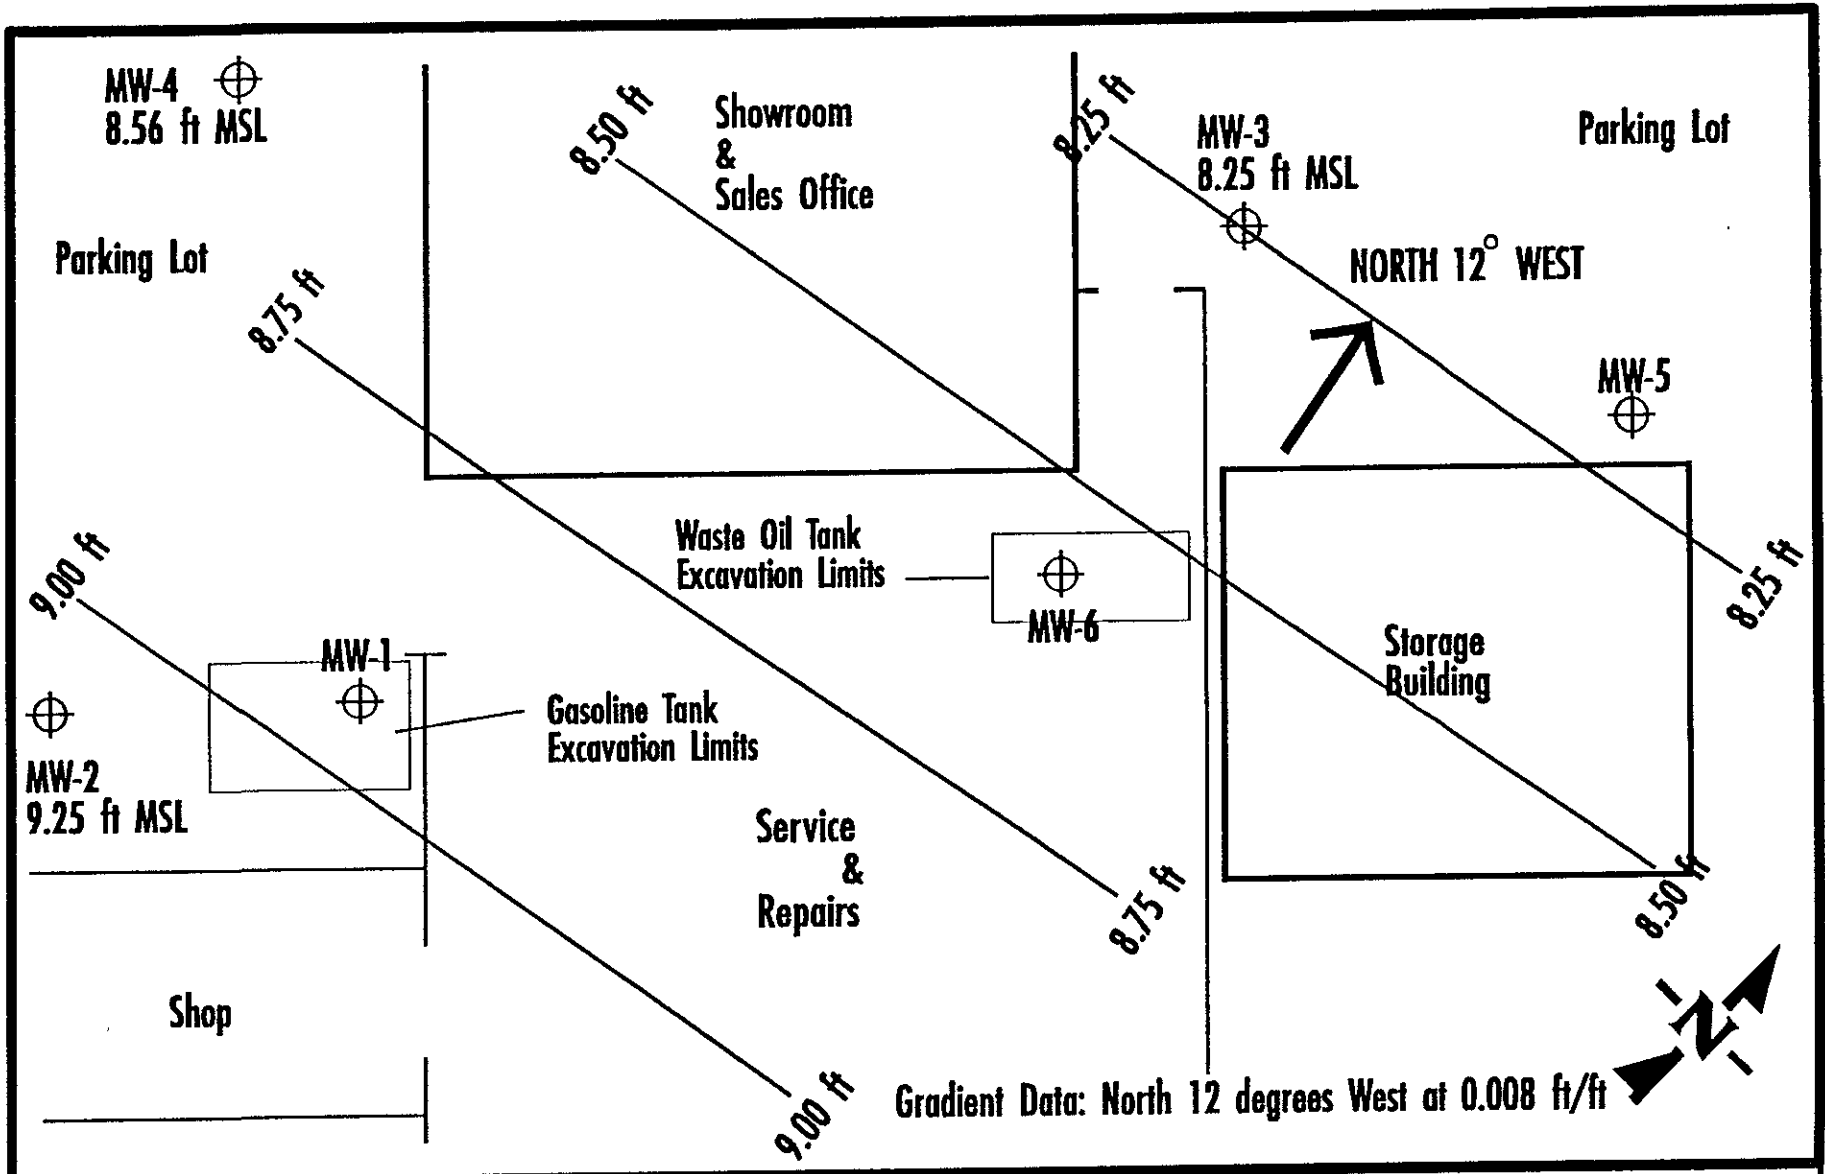 MW-4
8.56 ft MSL
8.50 ft
Showroom
&
Sales Office
8.25 ft
MW-3
8.25 ft MSL
Parking Lot
Parking Lot
NORTH 12° WEST
8.75 ft
MW-5
9.00 ft
Waste Oil Tank
Excavation Limits
MW-6
8.25 ft
MW-1
Storage
Building
Gasoline Tank
Excavation Limits
MW-2
9.25 ft MSL
Service
&
Repairs
8.75 ft
8.50 ft
Shop
N
Gradient Data: North 12 degrees West at 0.008 ft/ft
9.00 ft